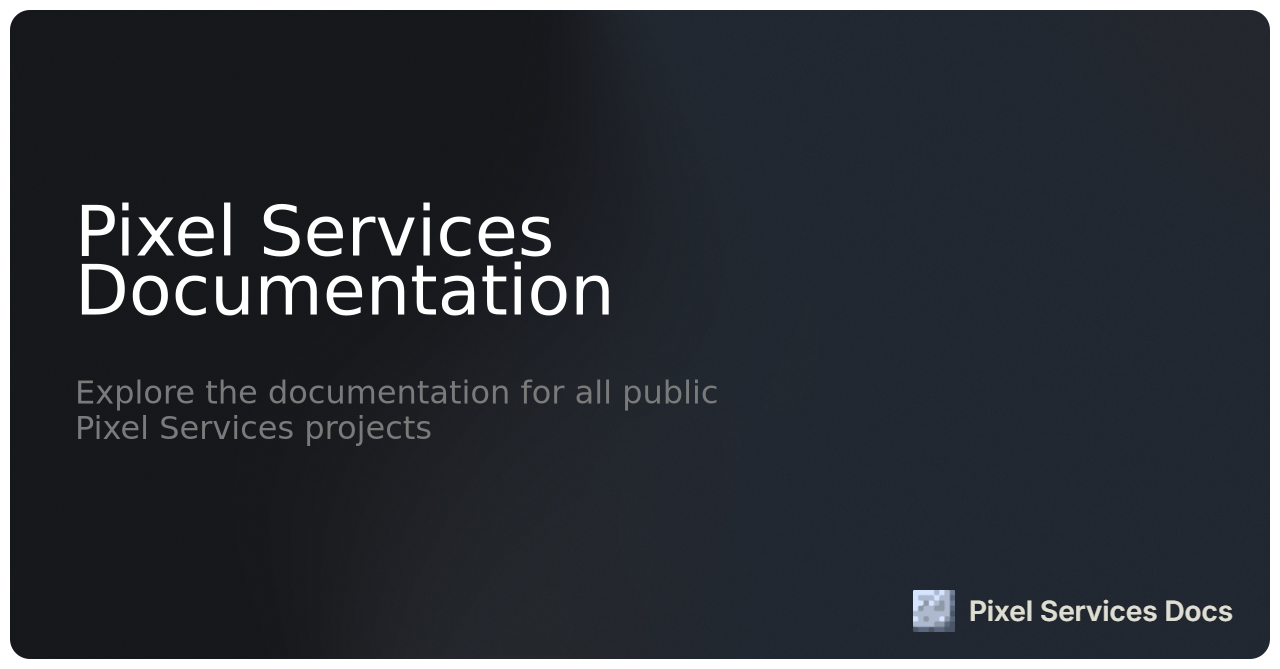 Pixel Services
Documentation
Explore the documentation for all public
Pixel Services projects
Pixel Services Docs